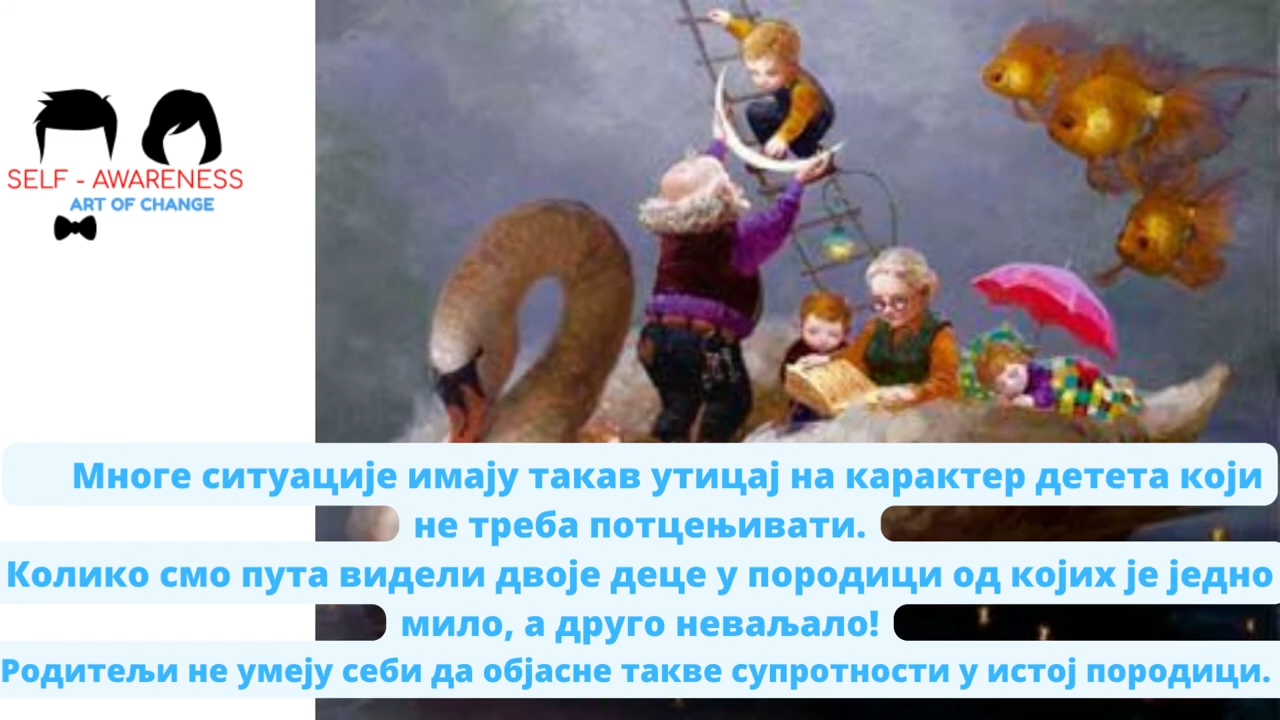 SELF - AWARENESS
ART OF CHANGE
Многе ситуације имају такав утицај на карактер детета који
не треба потцењивати.
Колико смо пута видели двоје деце у породици од којих је једно
мило, а друго неваљало!
Родитељи не умеју себи да објасне такве супротности у истој породици.